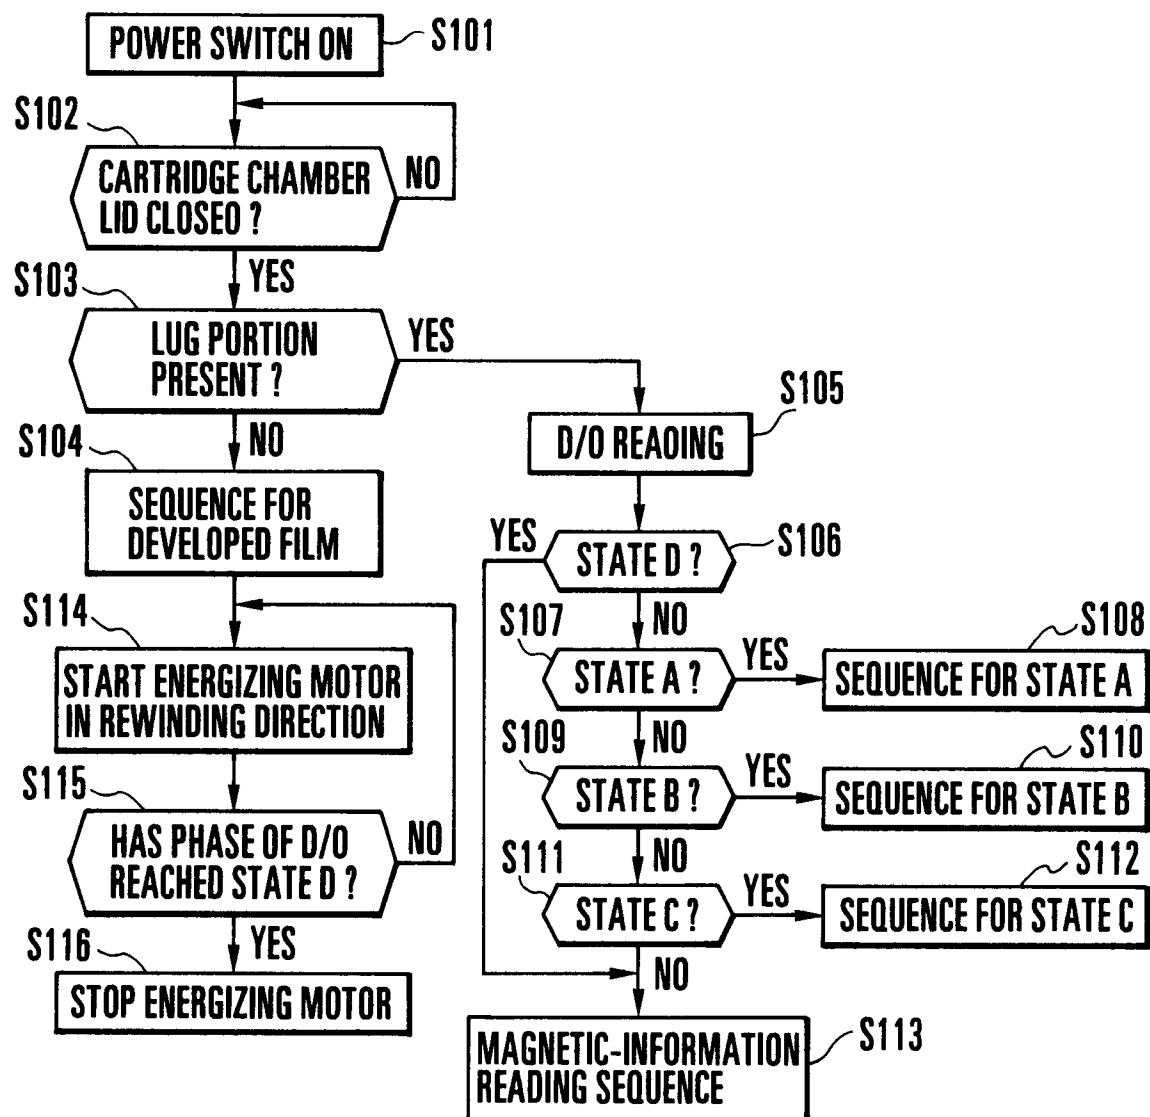 POWER SWITCH ON
S101
S102
CARTRIDGE CHAMBER
LID CLOSEO ?
NO
YES
S103
LUG PORTION
PRESENT ?
YES
NO
S104
SEQUENCE FOR
DEVELOPED FILM
S114
START ENERGIZING MOTOR
IN REWINDING DIRECTION
S115
HAS PHASE OF D/O
REACHED STATE D ?
NO
YES
S116
STOP ENERGIZING MOTOR
S105
D/O REAOING
YES
STATE D ?
S106
NO
S107
STATE A ?
YES
S108
SEQUENCE FOR STATE A
NO
S109
STATE B ?
YES
S110
SEQUENCE FOR STATE B
NO
S111
STATE C ?
YES
S112
SEQUENCE FOR STATE C
NO
MAGNETIC-INFORMATION
READING SEQUENCE
S113